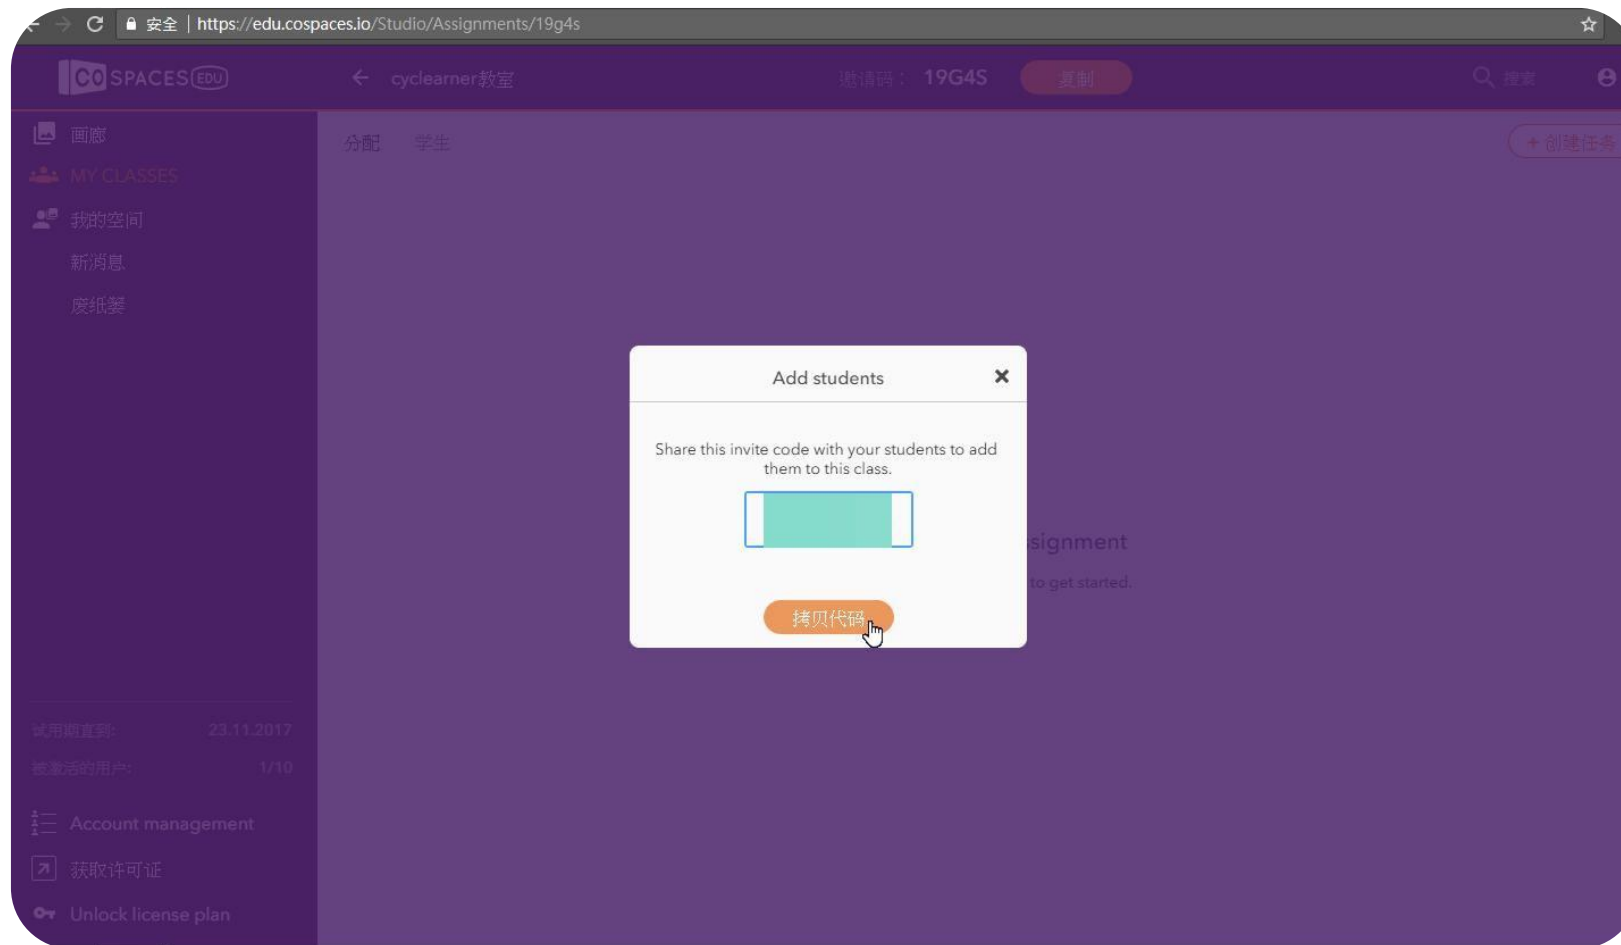 安全 | https://edu.cospaces.io/Studio/Assignments/19g4s
COSPACES EDU
cyclearner教室
邀请码： 19G4S
复制
搜索
画廊
MY CLASSES
我的空间
新消息
废纸篓
分配 学生
+ 创建任务
Add students
Share this invite code with your students to add
them to this class.
拷贝代码
signment
to get started.
试用期直到: 23.11.2017
被激活的用户: 1/10
Account management
获取许可证
Unlock license plan